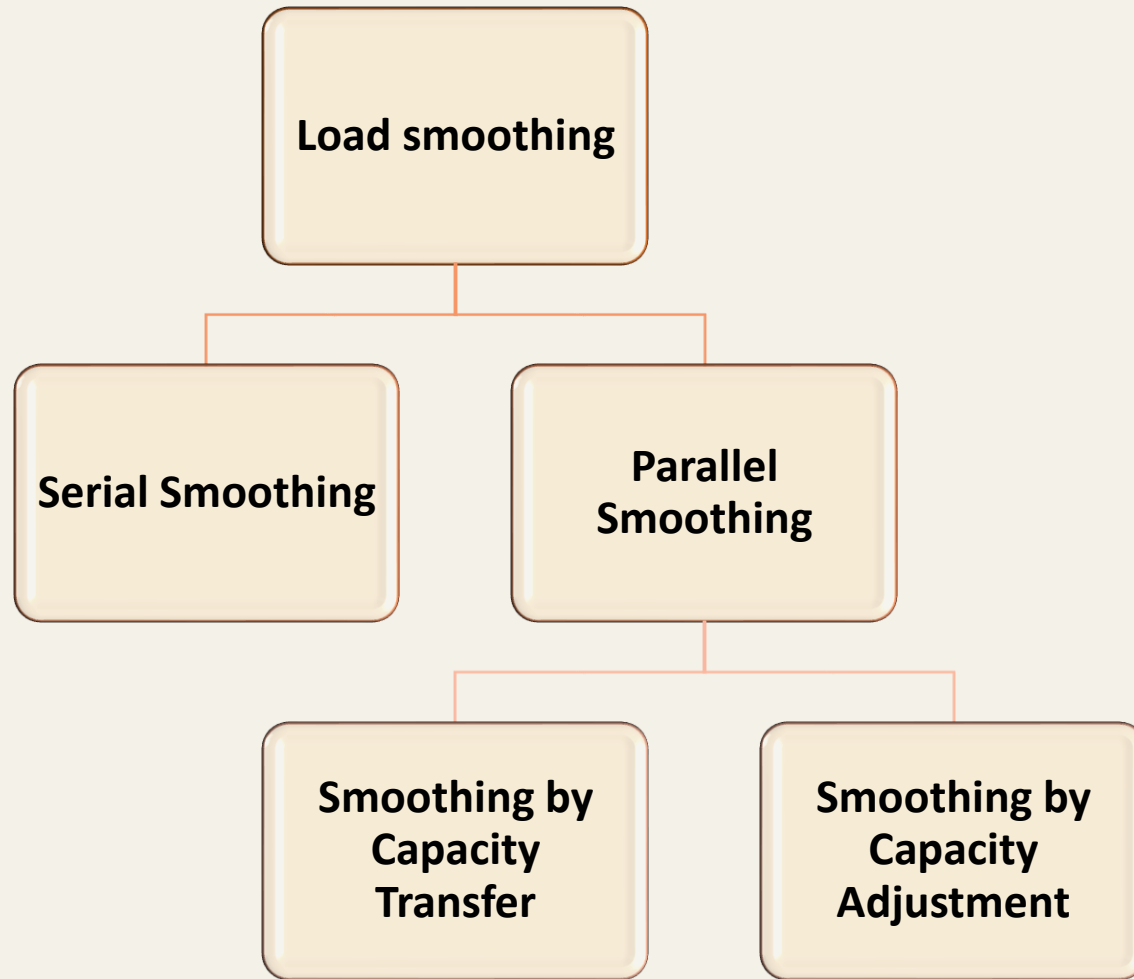 Load smoothing
Serial Smoothing
Parallel
Smoothing
Smoothing by
Capacity
Transfer
Smoothing by
Capacity
Adjustment